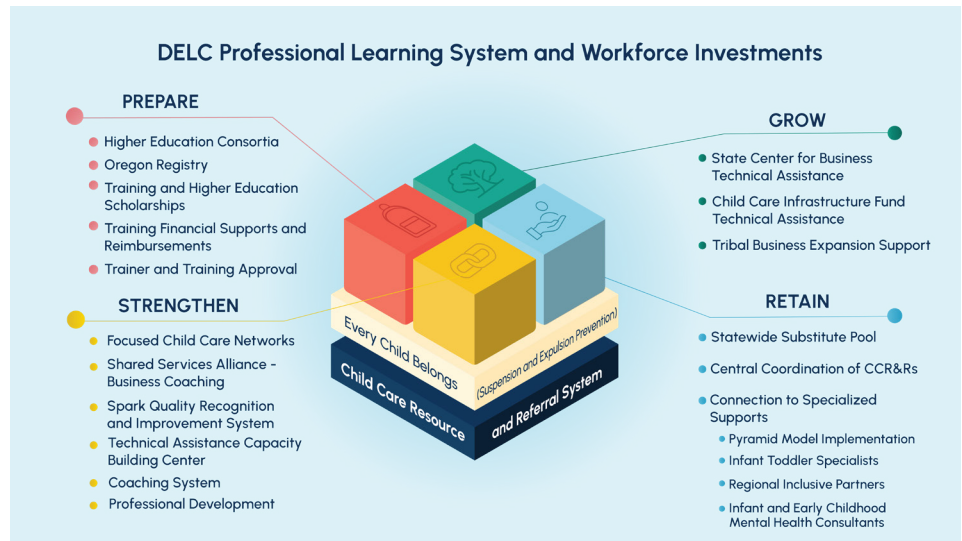 DELC Professional Learning System and Workforce Investments
PREPARE
Higher Education Consortia
Oregon Registry
Training and Higher Education
Scholarships
Training Financial Supports and
Reimbursements
Trainer and Training Approval
STRENGTHEN
Focused Child Care Networks
Shared Services Alliance -
Business Coaching
Spark Quality Recognition
and Improvement System
Technical Assistance Capacity
Building Center
Coaching System
Professional Development
Every Child Belongs
(Suspension and Expulsion Prevention)
Child Care Resource
and Referral System
GROW
State Center for Business
Technical Assistance
Child Care Infrastructure Fund
Technical Assistance
Tribal Business Expansion Support
RETAIN
Statewide Substitute Pool
Central Coordination of CCR&Rs
Connection to Specialized
Supports
Pyramid Model Implementation
Infant Toddler Specialists
Regional Inclusive Partners
Infant and Early Childhood
Mental Health Consultants